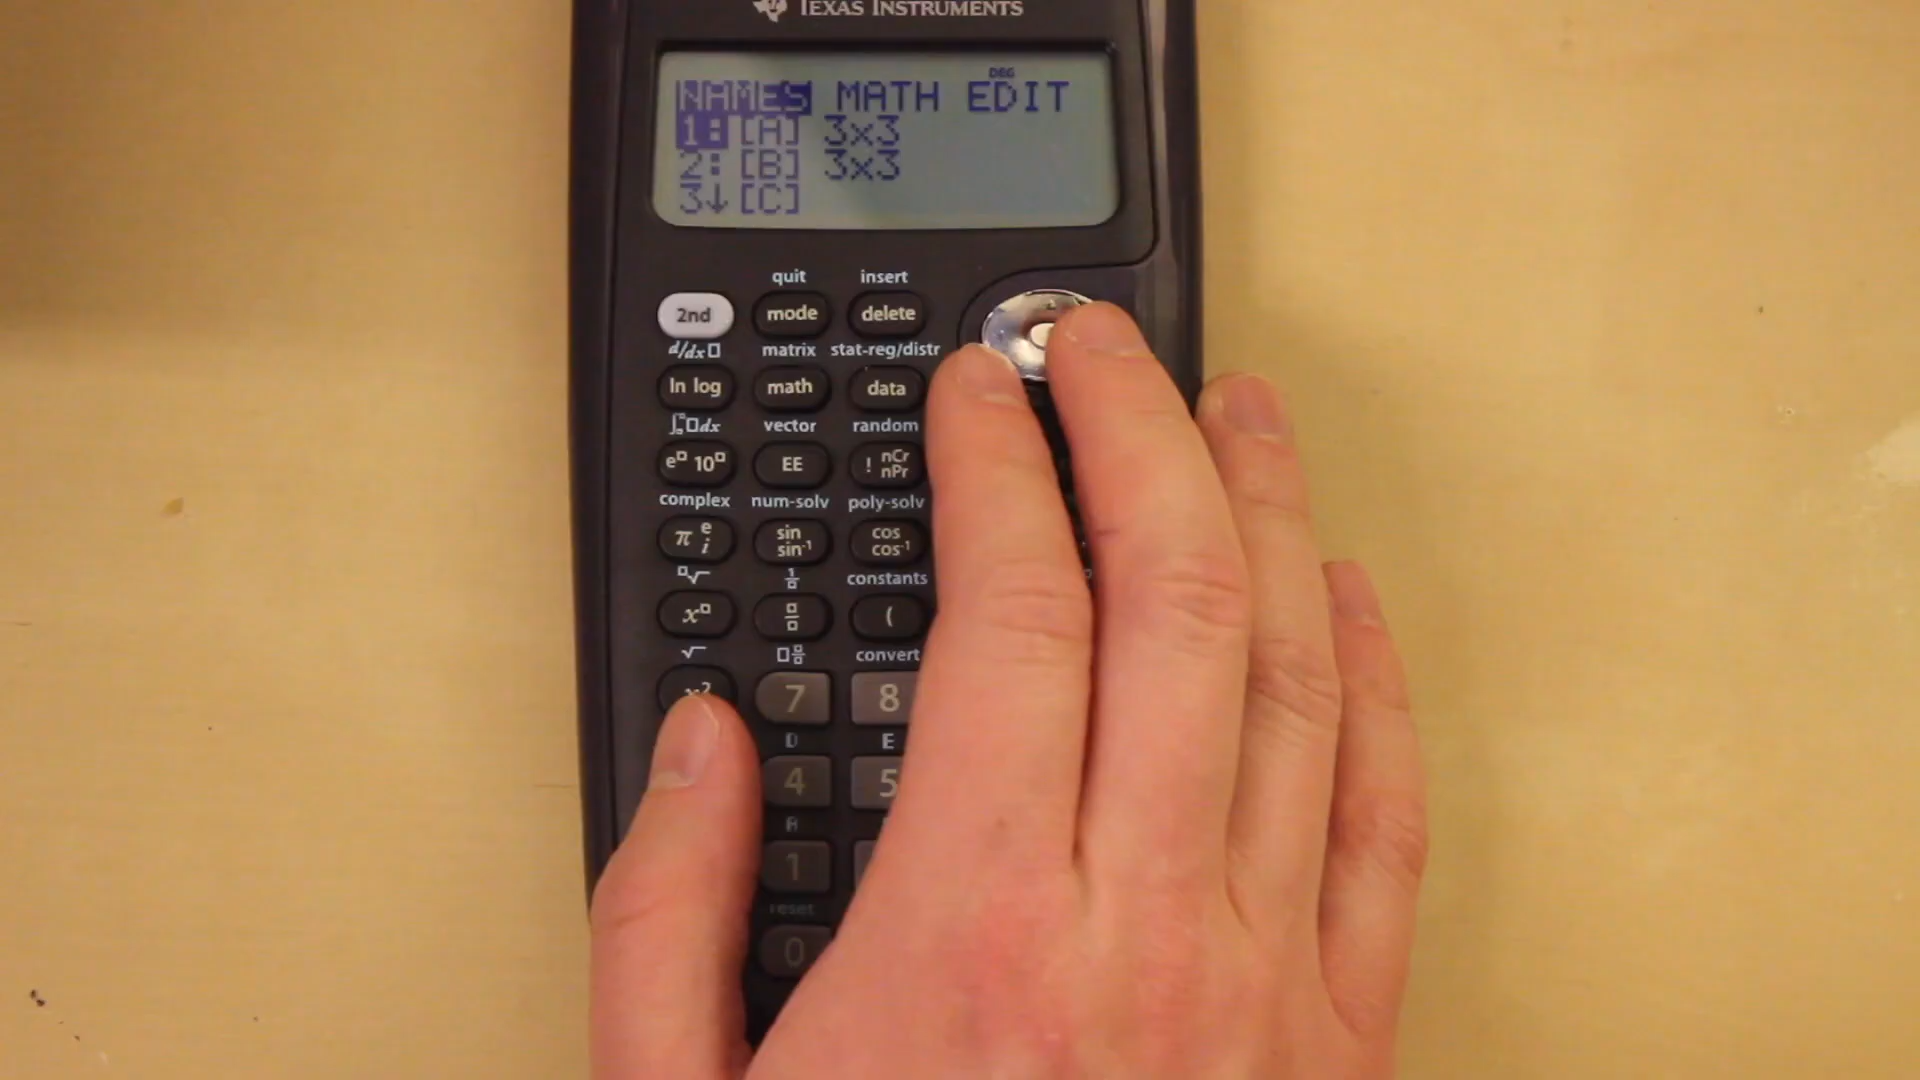 TEXAS INSTRUMENTS
DEG
NAMES MATH EDIT
1: [A] 3x3
2: [B] 3x3
3↓ [C]
quit insert
2nd mode delete
d/dx□ matrix stat-reg/distr
ln log math data
∫□dx vector random
e□ 10□ EE ! nCr nPr
complex num-solv poly-solv
π e i sin sin-1 cos cos-1
□√ 1/□ constants
x□ □/□ (
√ □□/□ convert
x2 7 8
D E
4 5
A
1
reset
0